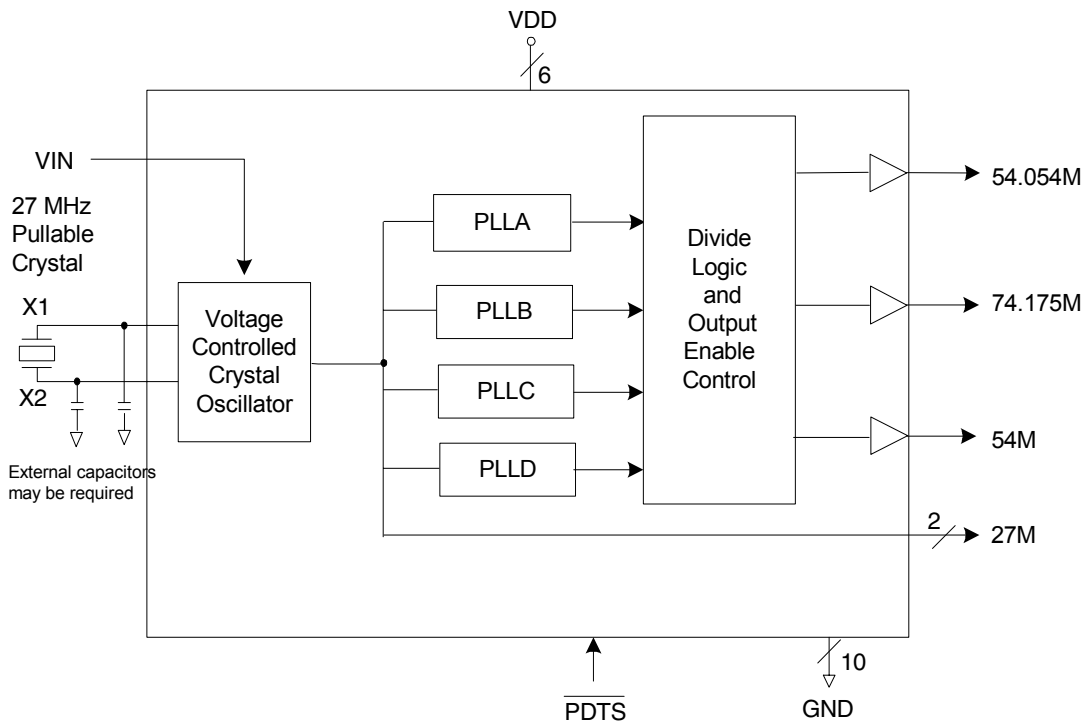 VDD
6
VIN
27 MHz
Pullable
Crystal
X1
X2
External capacitors
may be required
Voltage
Controlled
Crystal
Oscillator
PLLA
PLLB
PLLC
PLLD
Divide
Logic
and
Output
Enable
Control
54.054M
74.175M
54M
2
27M
PDTS
10
GND